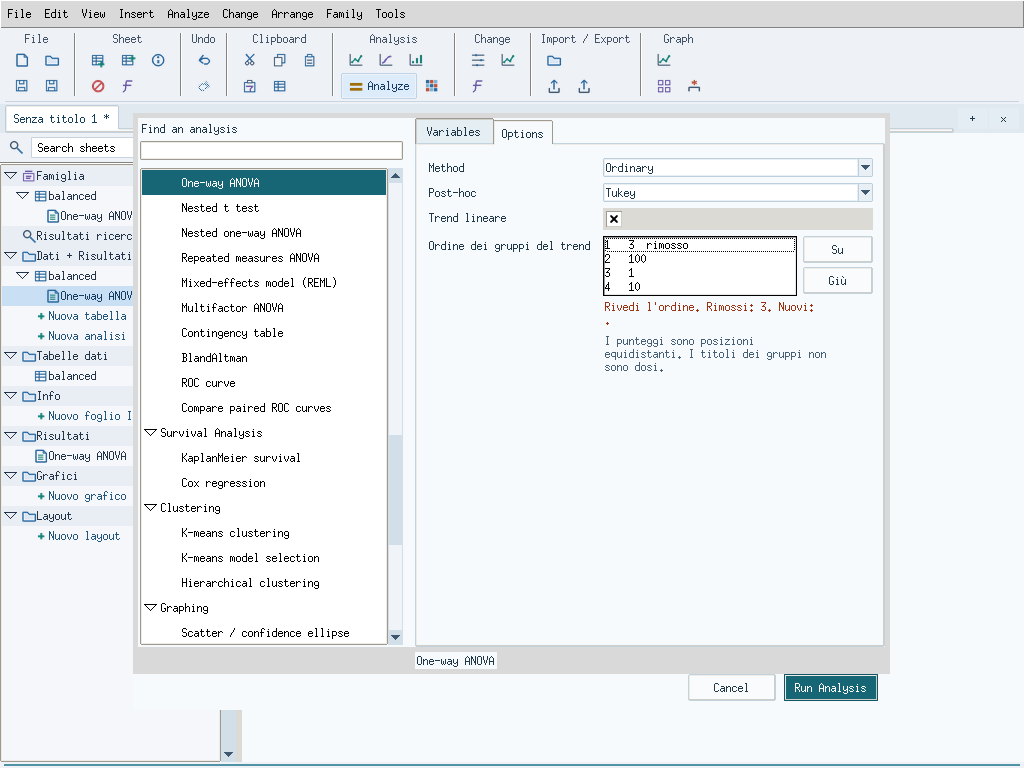 File Edit View Insert Analyze Change Arrange Family Tools
File Sheet Undo Clipboard Analysis Change Import / Export Graph
Analyze
Senza titolo 1 *
+ ×
Search sheets
Famiglia
balanced
One-way ANOV
Risultati ricerc
Dati + Risultati
balanced
One-way ANOV
+ Nuova tabella
+ Nuova analisi
Tabelle dati
balanced
Info
+ Nuovo foglio I
Risultati
One-way ANOVA
Grafici
+ Nuovo grafico
Layout
+ Nuovo layout
Find an analysis
One-way ANOVA
Nested t test
Nested one-way ANOVA
Repeated measures ANOVA
Mixed-effects model (REML)
Multifactor ANOVA
Contingency table
BlandAltman
ROC curve
Compare paired ROC curves
Survival Analysis
KaplanMeier survival
Cox regression
Clustering
K-means clustering
K-means model selection
Hierarchical clustering
Graphing
Scatter / confidence ellipse
Variables Options
Method Ordinary
Post-hoc Tukey
Trend lineare
Ordine dei gruppi del trend
1 3 rimosso
2 100
3 1
4 10
Su
Giù
Rivedi l'ordine. Rimossi: 3. Nuovi:
.
I punteggi sono posizioni
equidistanti. I titoli dei gruppi non
sono dosi.
One-way ANOVA
Cancel Run Analysis